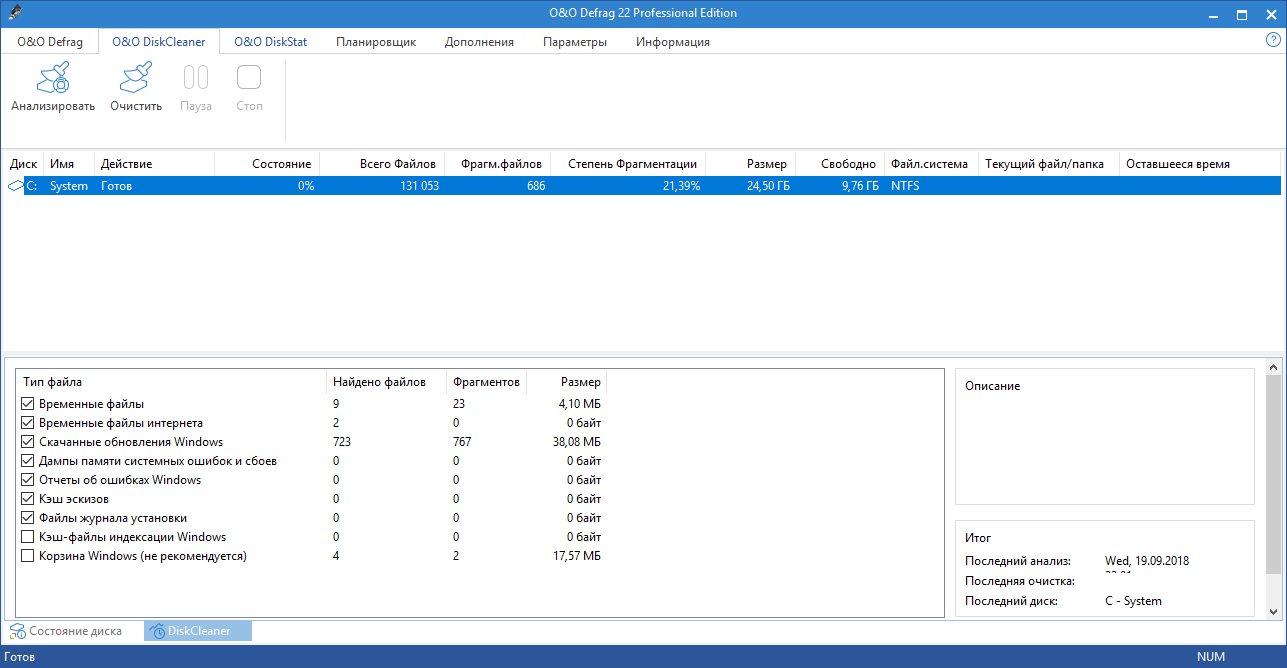 O&O Defrag 22 Professional Edition
O&O Defrag O&O DiskCleaner O&O DiskStat Планировщик Дополнения Параметры Информация
Анализировать Очистить Пауза Стоп
Диск Имя Действие Состояние Всего Файлов Фрагм.файлов Степень Фрагментации Размер Свободно Файл.система Текущий файл/папка Оставшееся время
C: System Готов 0% 131 053 686 21,39% 24,50 ГБ 9,76 ГБ NTFS
Тип файла Найдено файлов Фрагментов Размер
Временные файлы 9 23 4,10 МБ
Временные файлы интернета 2 0 0 байт
Скачанные обновления Windows 723 767 38,08 МБ
Дампы памяти системных ошибок и сбоев 0 0 0 байт
Отчеты об ошибках Windows 0 0 0 байт
Кэш эскизов 0 0 0 байт
Файлы журнала установки 0 0 0 байт
Кэш-файлы индексации Windows 0 0 0 байт
Корзина Windows (не рекомендуется) 4 2 17,57 МБ
Описание
Итог
Последний анализ: Wed, 19.09.2018
Последняя очистка:
Последний диск: C - System
Состояние диска DiskCleaner
Готов NUM